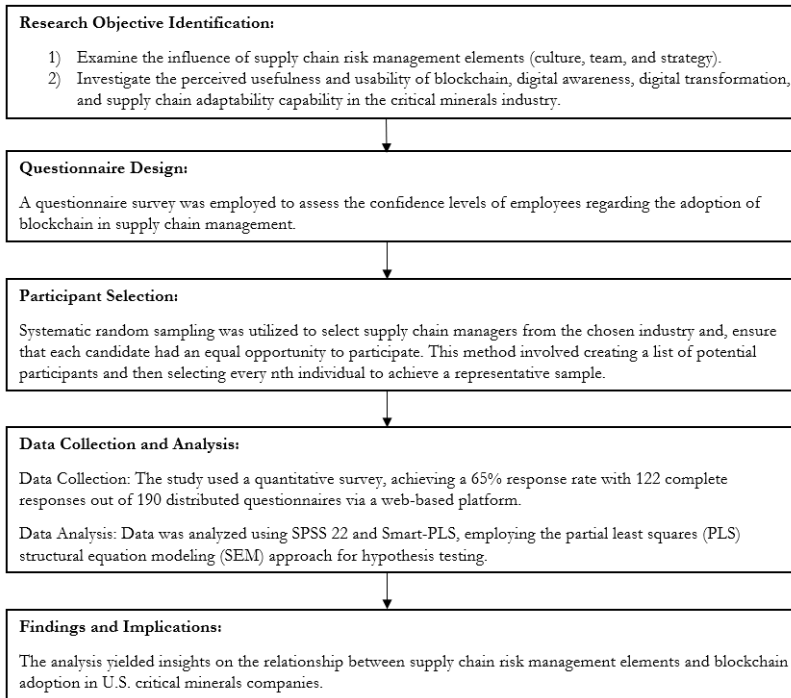 Research Objective Identification:
1) Examine the influence of supply chain risk management elements (culture, team, and strategy).
2) Investigate the perceived usefulness and usability of blockchain, digital awareness, digital transformation,
and supply chain adaptability capability in the critical minerals industry.
Questionnaire Design:
A questionnaire survey was employed to assess the confidence levels of employees regarding the adoption of
blockchain in supply chain management.
Participant Selection:
Systematic random sampling was utilized to select supply chain managers from the chosen industry and, ensure
that each candidate had an equal opportunity to participate. This method involved creating a list of potential
participants and then selecting every nth individual to achieve a representative sample.
Data Collection and Analysis:
Data Collection: The study used a quantitative survey, achieving a 65% response rate with 122 complete
responses out of 190 distributed questionnaires via a web-based platform.
Data Analysis: Data was analyzed using SPSS 22 and Smart-PLS, employing the partial least squares (PLS)
structural equation modeling (SEM) approach for hypothesis testing.
Findings and Implications:
The analysis yielded insights on the relationship between supply chain risk management elements and blockchain
adoption in U.S. critical minerals companies.